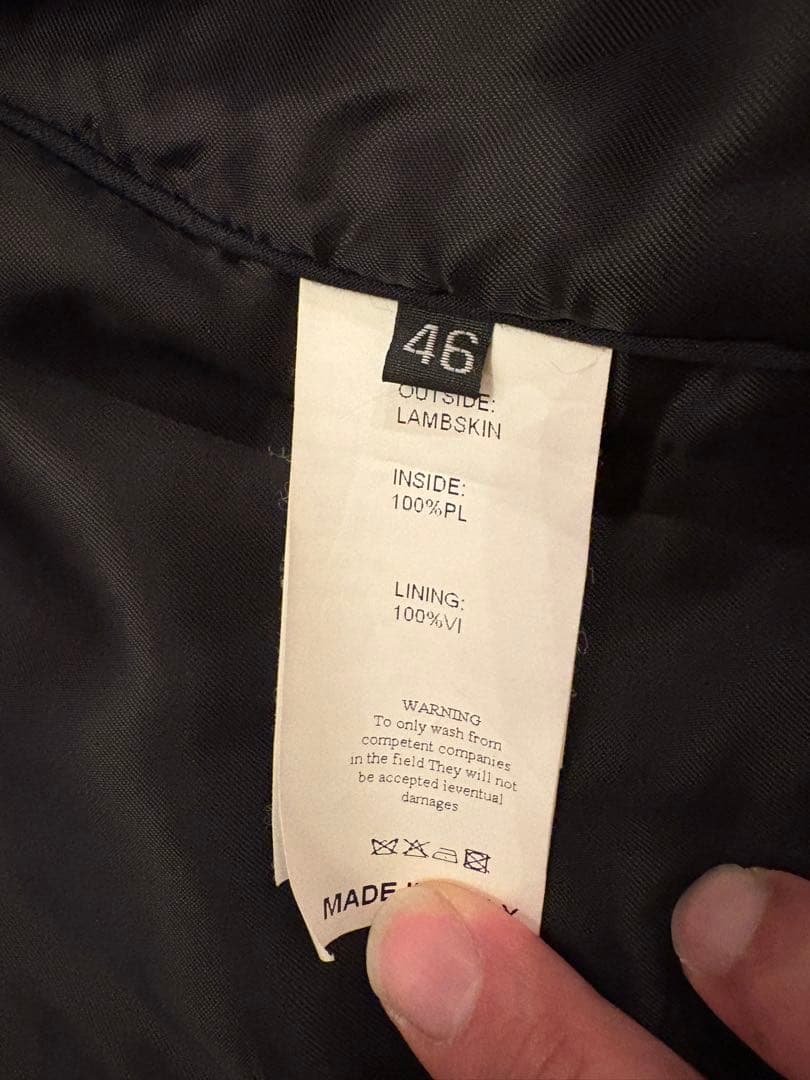 46
OUTSIDE:
LAMBSKIN
INSIDE:
100%PL
LINING:
100%VI
WARNING
To only wash from
competent companies
in the field They will not
be accepted ieventual
damages
MADE